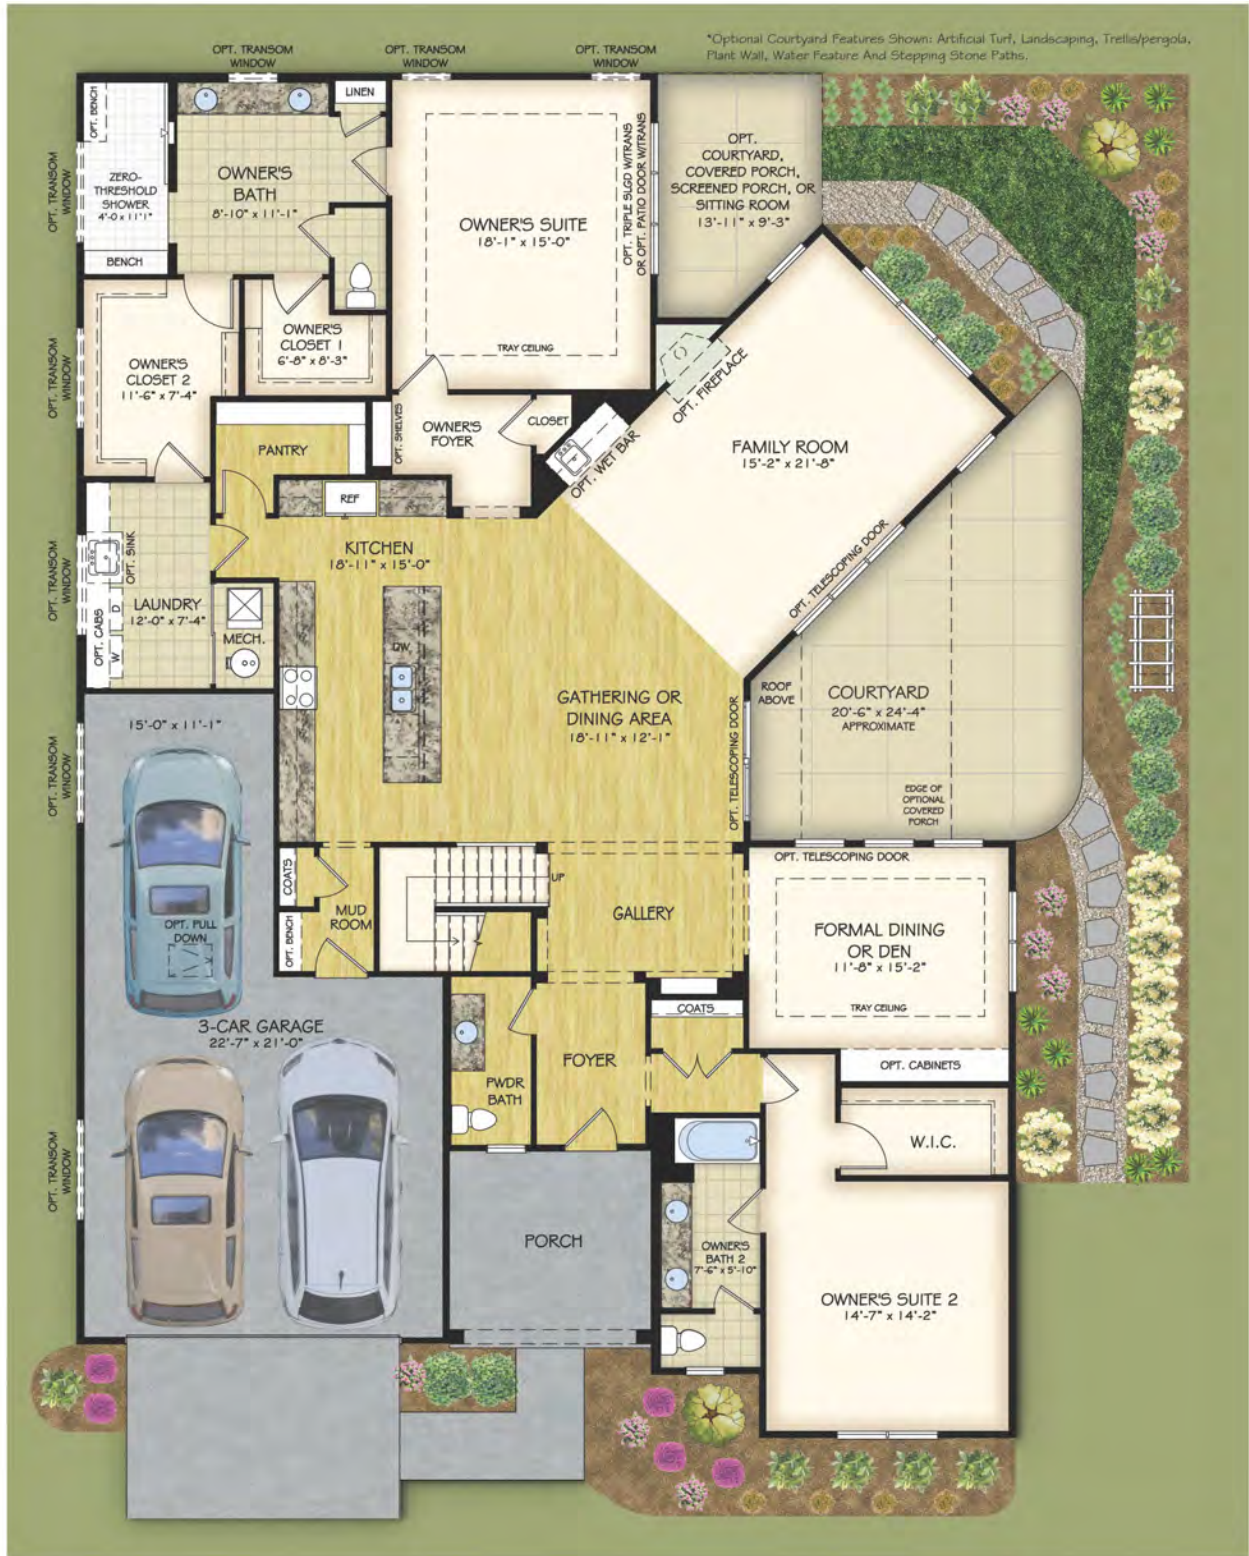 *Optional Courtyard Features Shown: Artificial Turf, Landscaping, Trellis/pergola,
Plant Wall, Water Feature And Stepping Stone Paths.
OPT. TRANSOM
WINDOW
OPT. TRANSOM
WINDOW
OPT. TRANSOM
WINDOW
OPT. BENCH
LINEN
OPT. TRANSOM
WINDOW
ZERO-
THRESHOLD
SHOWER
4'-0 x 11'1"
BENCH
OWNER'S
BATH
8'-10" x 11'-1"
OWNER'S SUITE
18'-1" x 15'-0"
TRAY CEILING
OPT. TRIPLE SLGD W/TRANS
OR OPT. PATIO DOOR W/TRANS
OPT.
COURTYARD,
COVERED PORCH,
SCREENED PORCH, OR
SITTING ROOM
13'-11" x 9'-3"
OPT. TRANSOM
WINDOW
OWNER'S
CLOSET 2
11'-6" x 7'-4"
OWNER'S
CLOSET 1
6'-8" x 8'-3"
OPT. FIREPLACE
PANTRY
OPT. SHELVES
OWNER'S
FOYER
CLOSET
OPT. WET BAR
FAMILY ROOM
15'-2" x 21'-8"
REF
KITCHEN
18'-11" x 15'-0"
OPT. TRANSOM
WINDOW
OPT. SINK
OPT. CABS
D
W
LAUNDRY
12'-0" x 7'-4"
MECH.
DW
OPT. TELESCOPING DOOR
GATHERING OR
DINING AREA
18'-11" x 12'-1"
OPT. TELESCOPING DOOR
ROOF
ABOVE
COURTYARD
20'-6" x 24'-4"
APPROXIMATE
EDGE OF
OPTIONAL
COVERED
PORCH
15'-0" x 11'-1"
OPT. TRANSOM
WINDOW
COATS
OPT. BENCH
MUD
ROOM
UP
GALLERY
OPT. TELESCOPING DOOR
FORMAL DINING
OR DEN
11'-8" x 15'-2"
TRAY CEILING
OPT. PULL
DOWN
3-CAR GARAGE
22'-7" x 21'-0"
COATS
FOYER
PWDR
BATH
OPT. CABINETS
W.I.C.
OPT. TRANSOM
WINDOW
PORCH
OWNER'S
BATH 2
7'-6" x 5'-10"
OWNER'S SUITE 2
14'-7" x 14'-2"